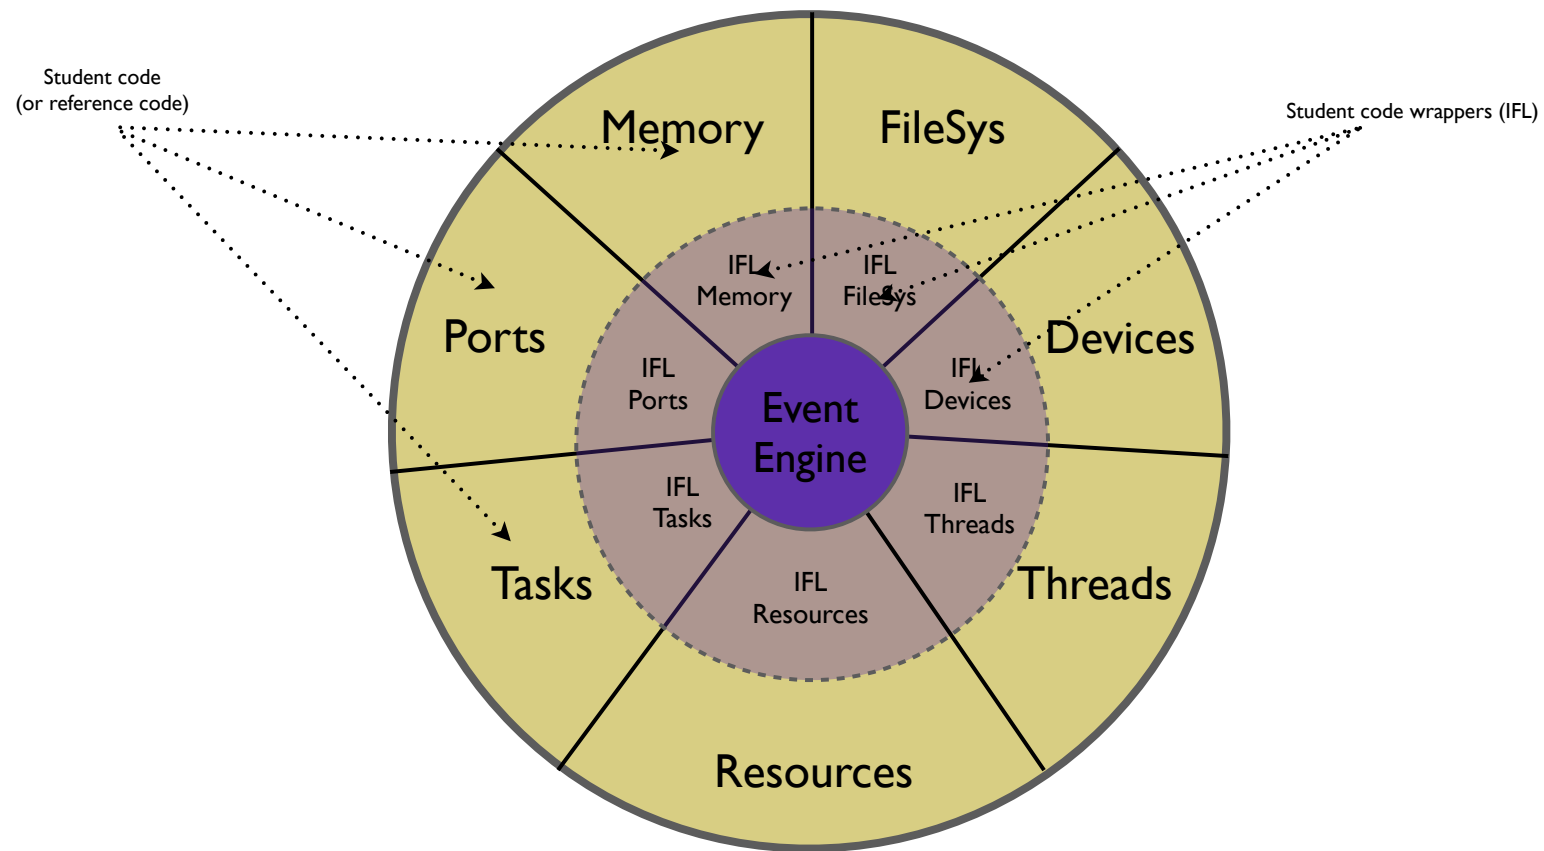 Student code
(or reference code)
Student code wrappers (IFL)
Memory
FileSys
IFL
Memory
IFL
FileSys
Ports
Devices
IFL
Ports
IFL
Devices
Event
Engine
IFL
Tasks
IFL
Threads
Tasks
Threads
IFL
Resources
Resources